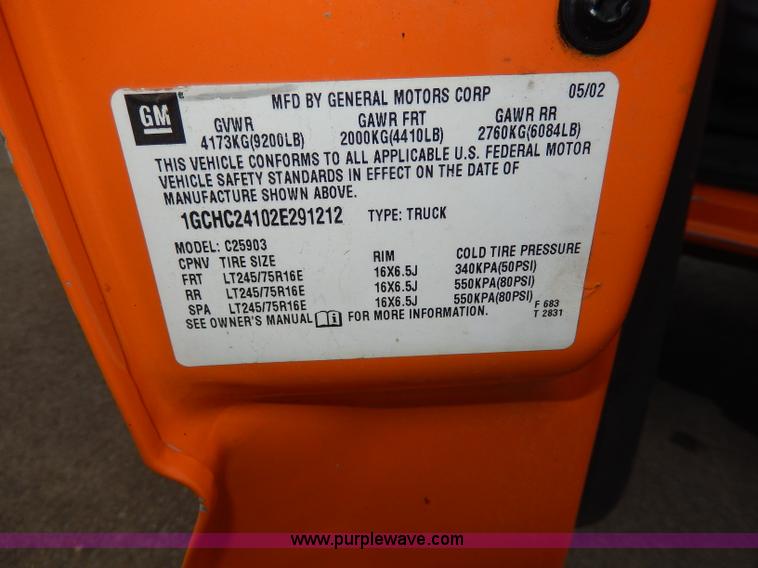 GM
MFD BY GENERAL MOTORS CORP 05/02
GVWR GAWR FRT GAWR RR
4173KG(9200LB) 2000KG(4410LB) 2760KG(6084LB)
THIS VEHICLE CONFORMS TO ALL APPLICABLE U.S. FEDERAL MOTOR
VEHICLE SAFETY STANDARDS IN EFFECT ON THE DATE OF
MANUFACTURE SHOWN ABOVE.
1GCHC24102E291212 TYPE: TRUCK
MODEL: C25903
CPNV TIRE SIZE RIM COLD TIRE PRESSURE
FRT LT245/75R16E 16X6.5J 340KPA(50PSI)
RR LT245/75R16E 16X6.5J 550KPA(80PSI)
SPA LT245/75R16E 16X6.5J 550KPA(80PSI)
SEE OWNER'S MANUAL FOR MORE INFORMATION.
F 683
T 2831
www.purplewave.com